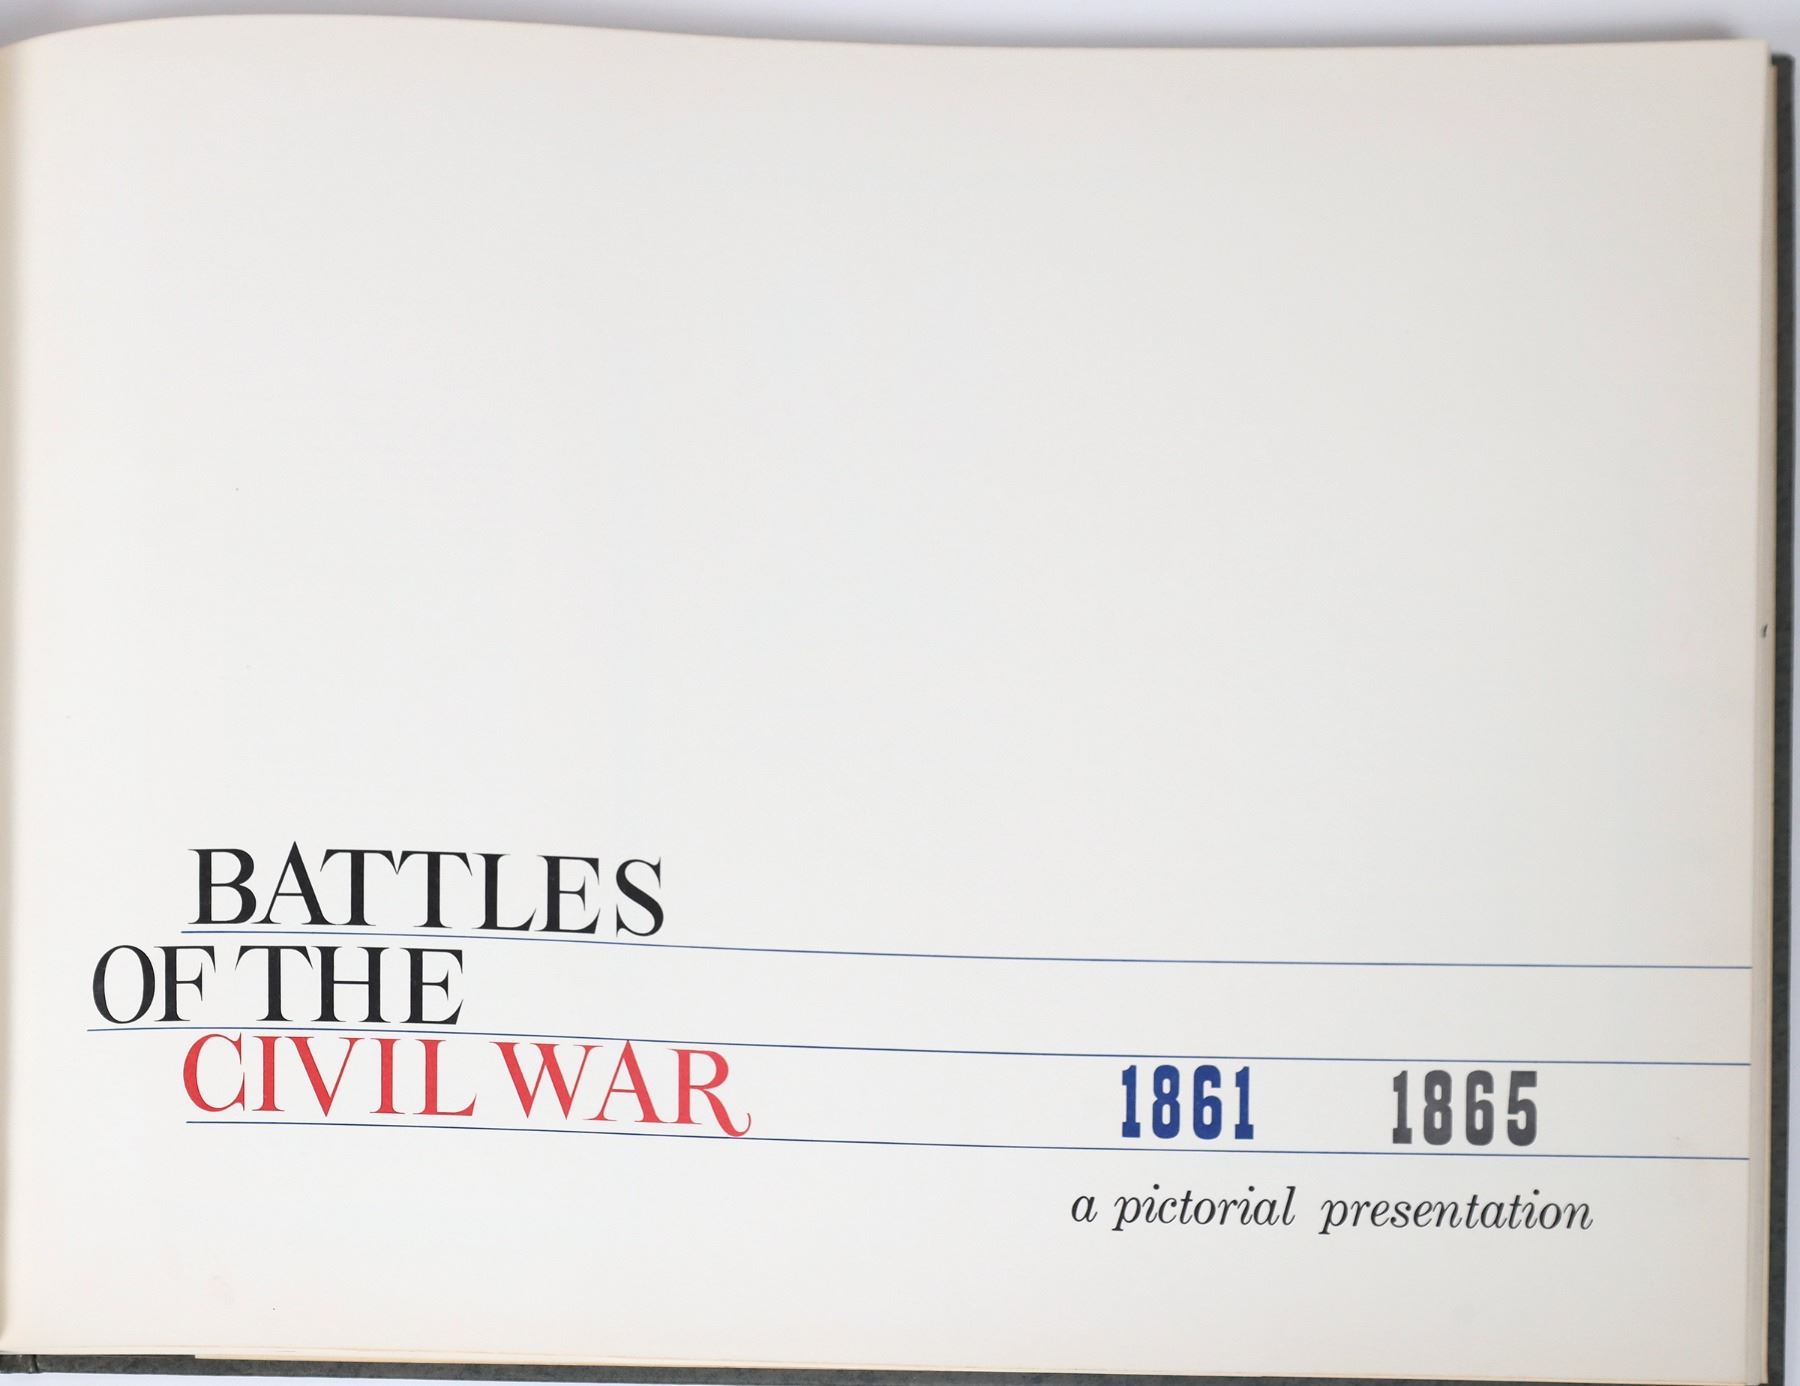 BATTLES
OF THE
CIVIL WAR
1861 1865
a pictorial presentation